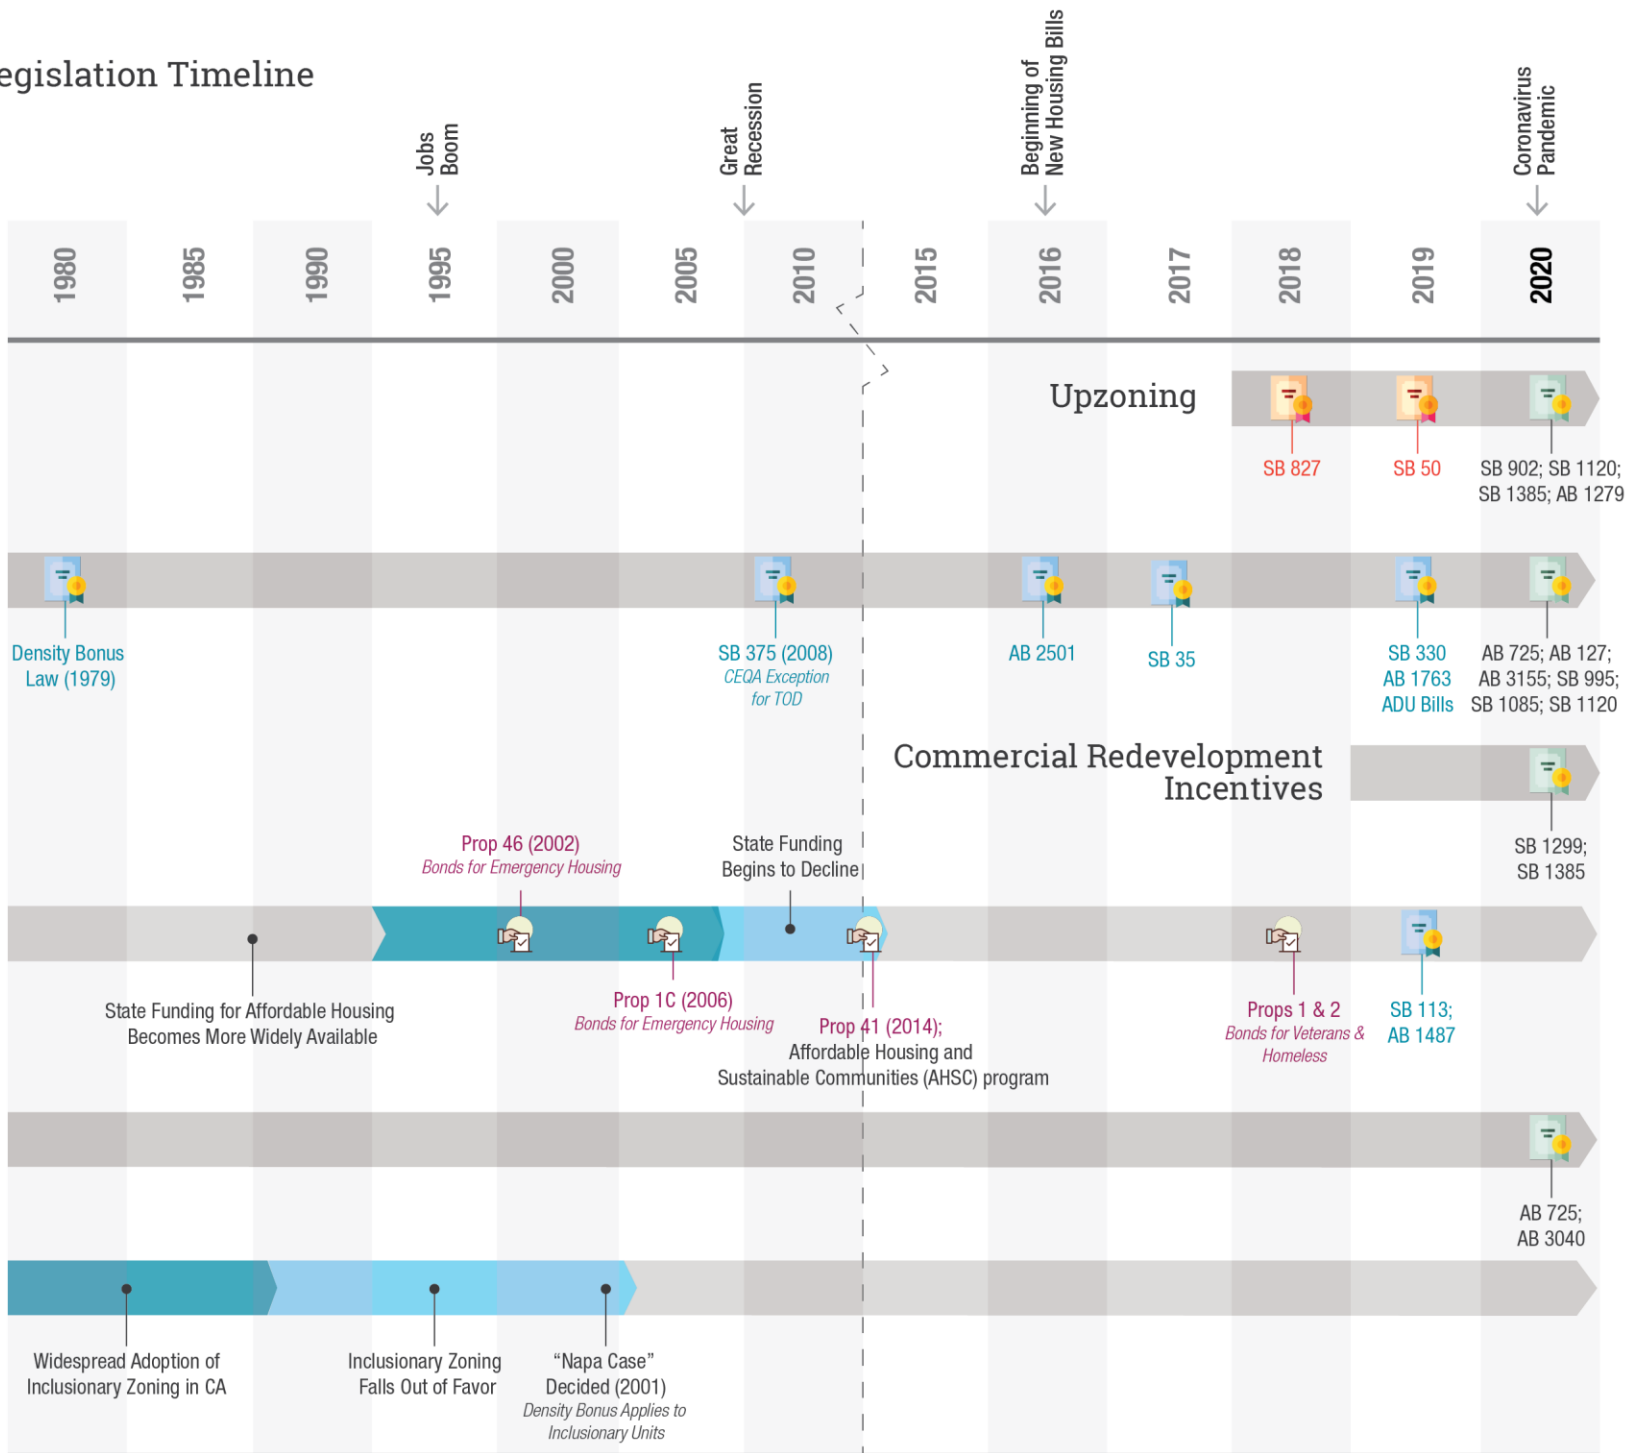 egislation Timeline
Jobs
Boom
Great
Recession
Beginning of
New Housing Bills
Coronavirus
Pandemic
1980
1985
1990
1995
2000
2005
2010
2015
2016
2017
2018
2019
2020
Upzoning
SB 827
SB 50
SB 902; SB 1120;
SB 1385; AB 1279
Density Bonus
Law (1979)
SB 375 (2008)
CEQA Exception
for TOD
AB 2501
SB 35
SB 330
AB 1763
ADU Bills
AB 725; AB 127;
AB 3155; SB 995;
SB 1085; SB 1120
Commercial Redevelopment
Incentives
SB 1299;
SB 1385
Prop 46 (2002)
Bonds for Emergency Housing
State Funding
Begins to Decline
State Funding for Affordable Housing
Becomes More Widely Available
Prop 1C (2006)
Bonds for Emergency Housing
Prop 41 (2014);
Affordable Housing and
Sustainable Communities (AHSC) program
Props 1 & 2
Bonds for Veterans &
Homeless
SB 113;
AB 1487
AB 725;
AB 3040
Widespread Adoption of
Inclusionary Zoning in CA
Inclusionary Zoning
Falls Out of Favor
“Napa Case”
Decided (2001)
Density Bonus Applies to
Inclusionary Units